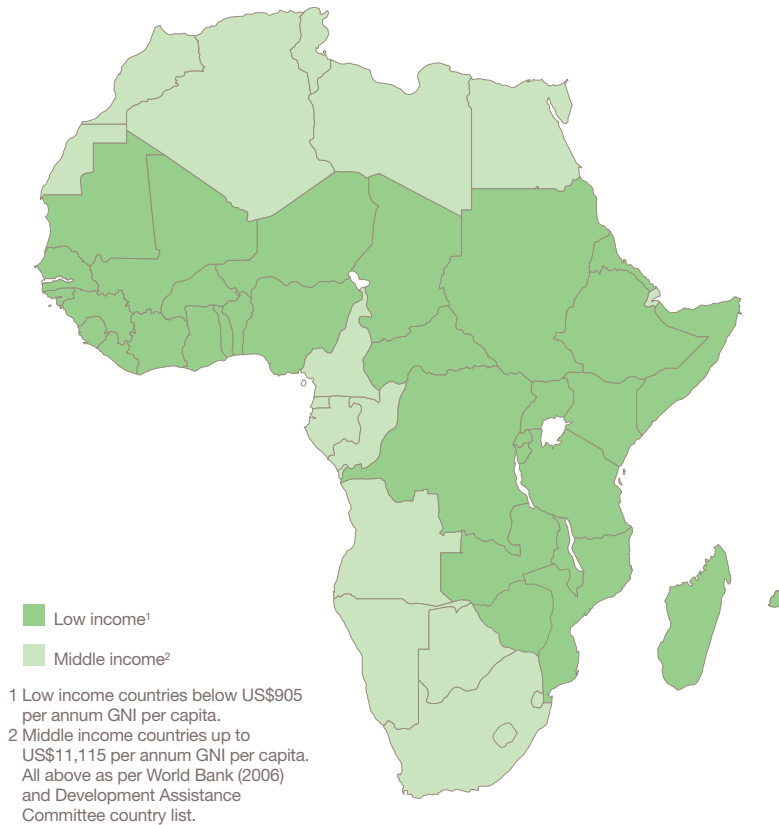 Low income¹
Middle income²
1 Low income countries below US$905
per annum GNI per capita.
2 Middle income countries up to
US$11,115 per annum GNI per capita.
All above as per World Bank (2006)
and Development Assistance
Committee country list.